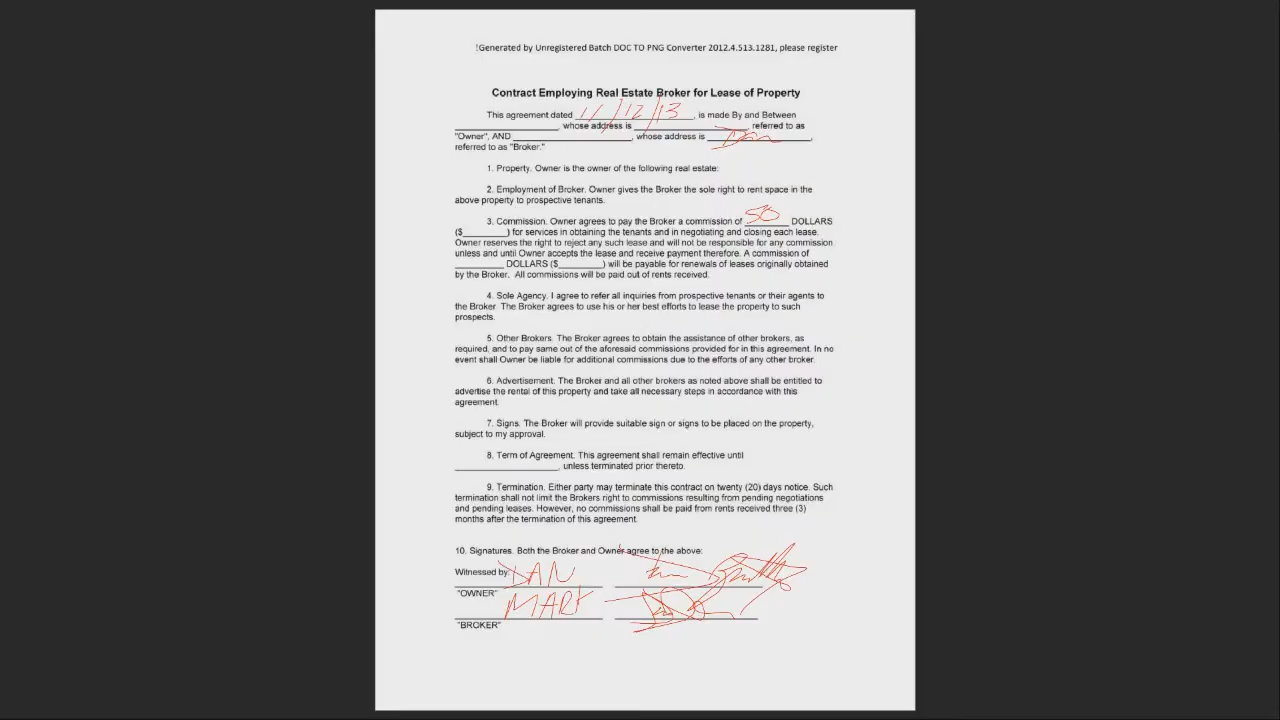 !Generated by Unregistered Batch DOC TO PNG Converter 2012.4.513.1281, please register
Contract Employing Real Estate Broker for Lease of Property
This agreement dated 11/12/13, is made By and Between
____________________, whose address is ______________________ referred to as
"Owner", AND _______________________, whose address is Dan,
referred to as "Broker."
1. Property. Owner is the owner of the following real estate:
2. Employment of Broker. Owner gives the Broker the sole right to rent space in the
above property to prospective tenants.
3. Commission. Owner agrees to pay the Broker a commission of 50 DOLLARS
($_________) for services in obtaining the tenants and in negotiating and closing each lease.
Owner reserves the right to reject any such lease and will not be responsible for any commission
unless and until Owner accepts the lease and receive payment therefore. A commission of
__________ DOLLARS ($_________) will be payable for renewals of leases originally obtained
by the Broker. All commissions will be paid out of rents received.
4. Sole Agency. I agree to refer all inquiries from prospective tenants or their agents to
the Broker. The Broker agrees to use his or her best efforts to lease the property to such
prospects.
5. Other Brokers. The Broker agrees to obtain the assistance of other brokers, as
required, and to pay same out of the aforesaid commissions provided for in this agreement. In no
event shall Owner be liable for additional commissions due to the efforts of any other broker.
6. Advertisement. The Broker and all other brokers as noted above shall be entitled to
advertise the rental of this property and take all necessary steps in accordance with this
agreement.
7. Signs. The Broker will provide suitable sign or signs to be placed on the property,
subject to my approval.
8. Term of Agreement. This agreement shall remain effective until
_____________________, unless terminated prior thereto.
9. Termination. Either party may terminate this contract on twenty (20) days notice. Such
termination shall not limit the Brokers right to commissions resulting from pending negotiations
and pending leases. However, no commissions shall be paid from rents received three (3)
months after the termination of this agreement.
10. Signatures. Both the Broker and Owner agree to the above:
Witnessed by: DAN
"OWNER"
MARK
"BROKER"